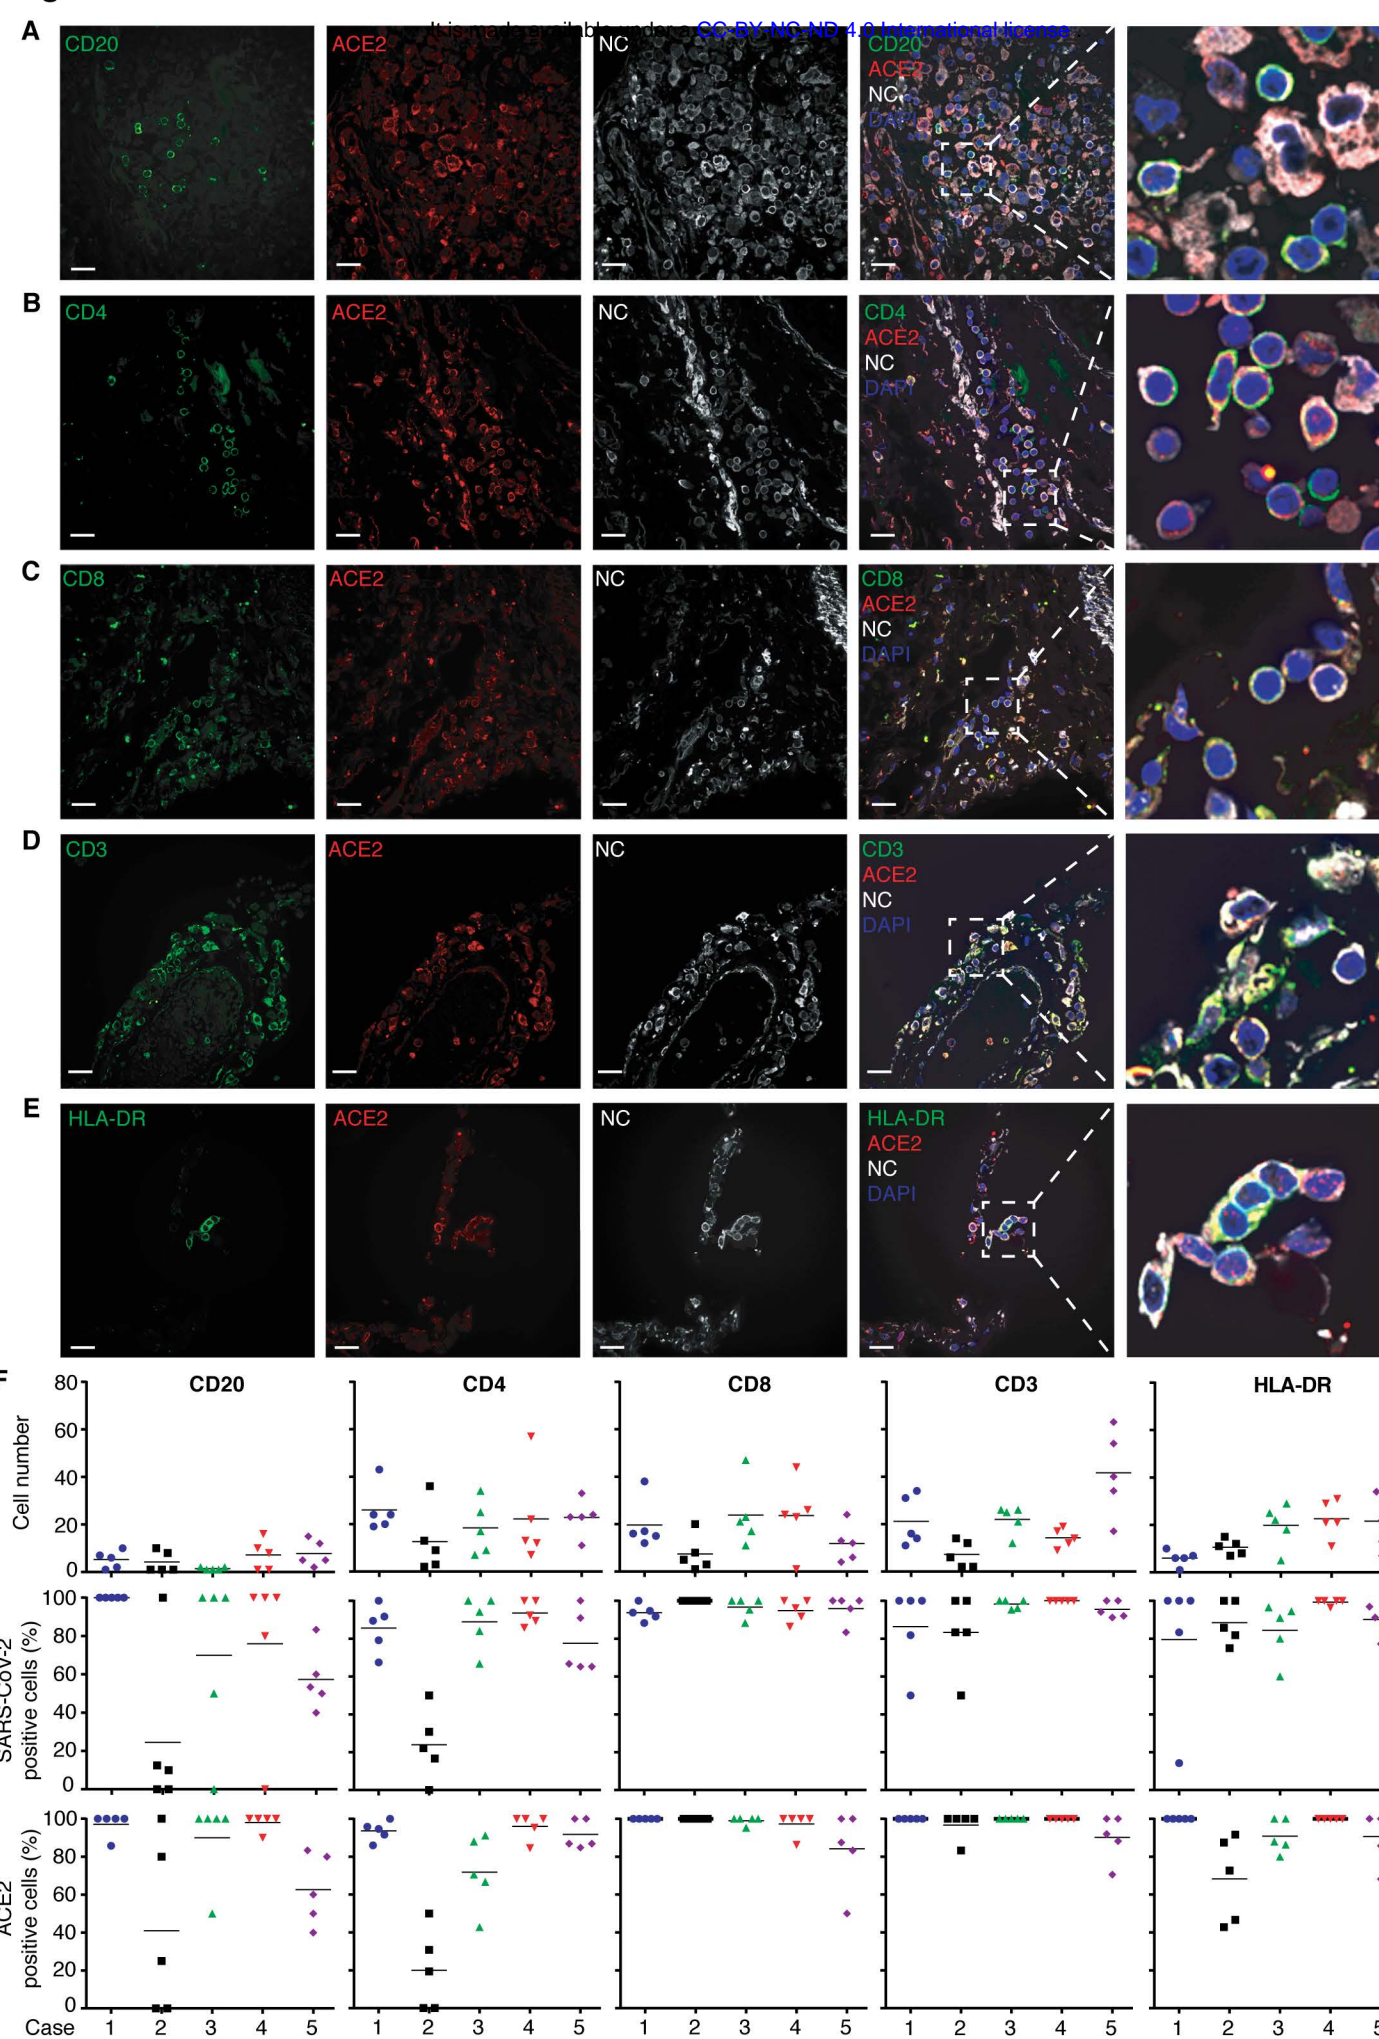 It is made available under a CC-BY-NC-ND 4.0 International license .
A
CD20
ACE2
NC
CD20
ACE2
NC
DAPI
B
CD4
ACE2
NC
CD4
ACE2
NC
DAPI
C
CD8
ACE2
NC
CD8
ACE2
NC
DAPI
D
CD3
ACE2
NC
CD3
ACE2
NC
DAPI
E
HLA-DR
ACE2
NC
HLA-DR
ACE2
NC
DAPI
F
CD20 CD4 CD8 CD3 HLA-DR
Cell number
80
60
40
20
0
SARS-CoV-2
positive cells (%)
100
80
60
40
20
0
ACE2
positive cells (%)
100
80
60
40
20
0
Case 1 2 3 4 5 1 2 3 4 5 1 2 3 4 5 1 2 3 4 5 1 2 3 4 5